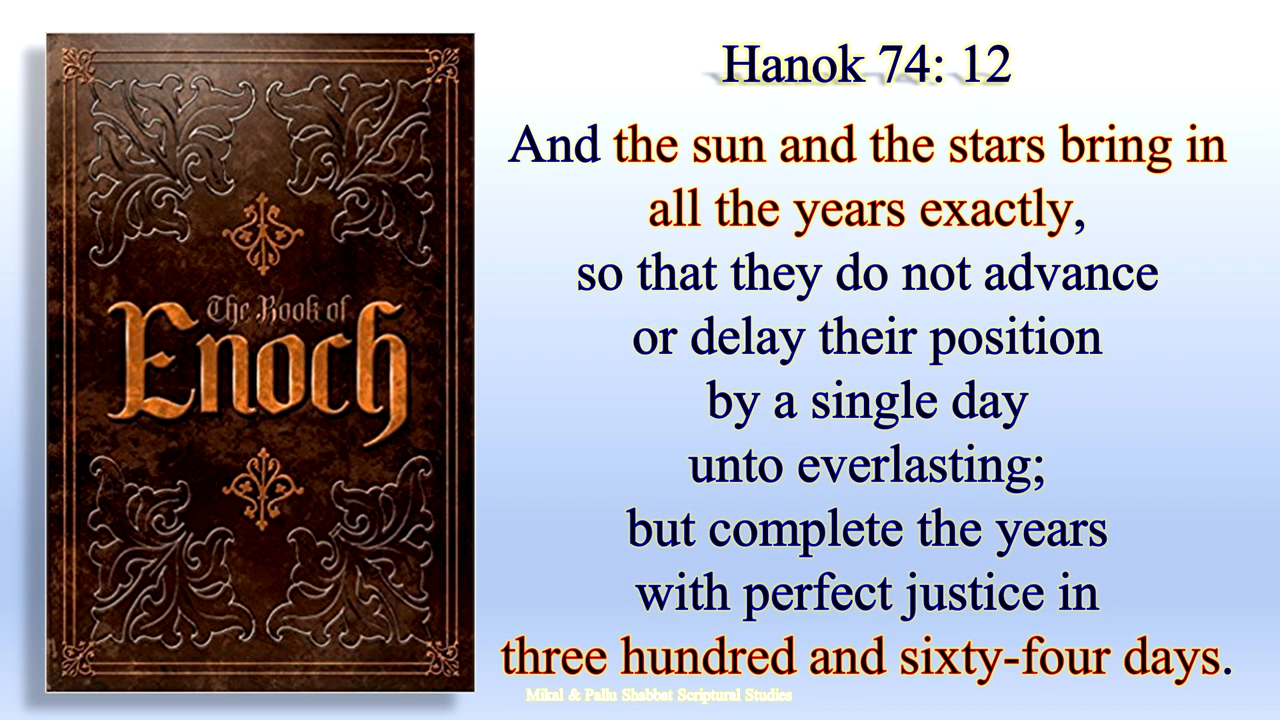 The Book of
Enoch
Hanok 74: 12
And the sun and the stars bring in
all the years exactly,
so that they do not advance
or delay their position
by a single day
unto everlasting;
but complete the years
with perfect justice in
three hundred and sixty-four days.
Mikal & Pallu Shabbat Scriptural Studies